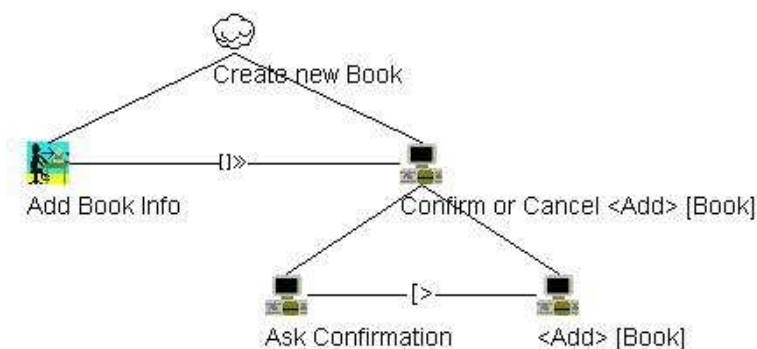 Create new Book
[]»
Add Book Info
Confirm or Cancel <Add> [Book]
[>
Ask Confirmation
<Add> [Book]